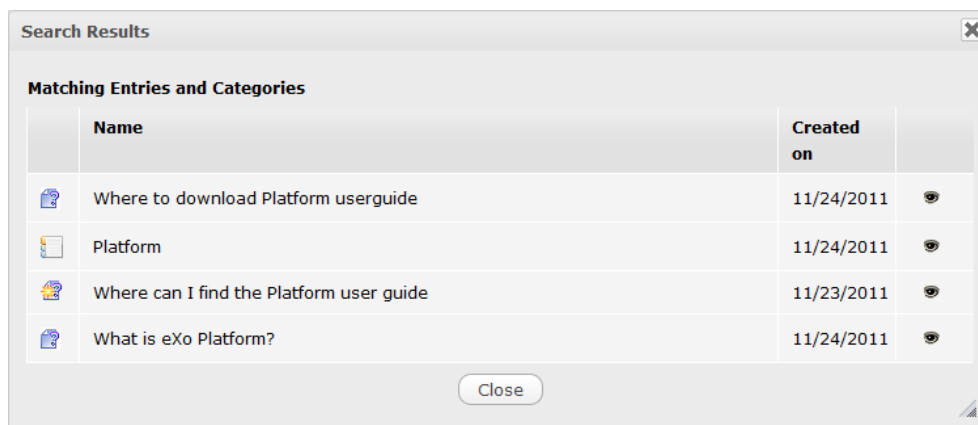 Search Results
Matching Entries and Categories
Name Created
on
Where to download Platform userguide 11/24/2011
Platform 11/24/2011
Where can I find the Platform user guide 11/23/2011
What is eXo Platform? 11/24/2011
Close